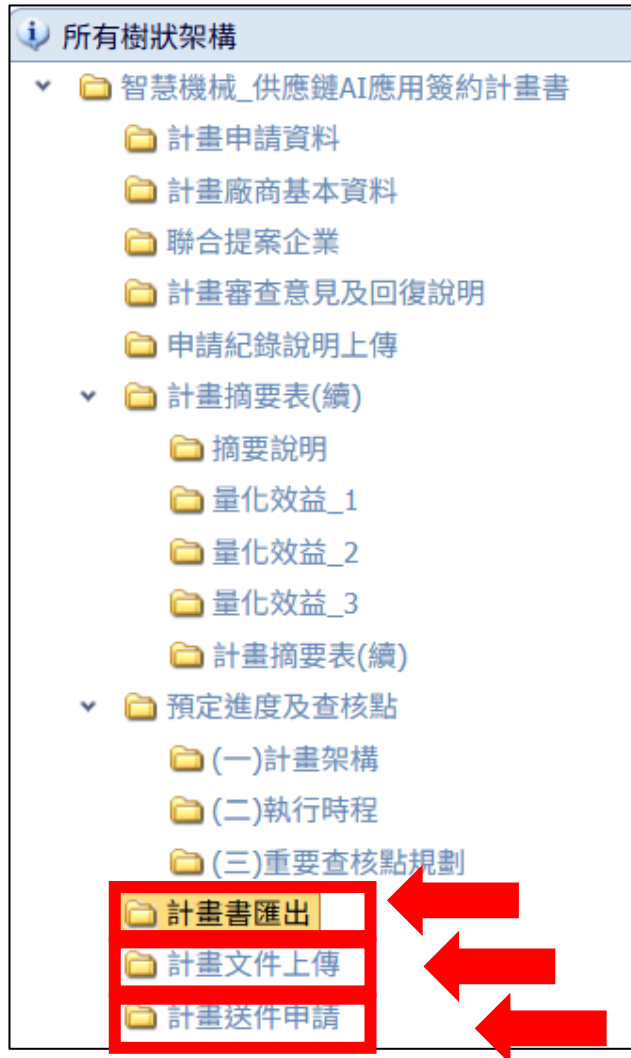 所有樹狀架構
智慧機械_供應鏈AI應用簽約計畫書
計畫申請資料
計畫廠商基本資料
聯合提案企業
計畫審查意見及回復說明
申請紀錄說明上傳
計畫摘要表(續)
摘要說明
量化效益_1
量化效益_2
量化效益_3
計畫摘要表(續)
預定進度及查核點
(一)計畫架構
(二)執行時程
(三)重要查核點規劃
計畫書匯出
計畫文件上傳
計畫送件申請